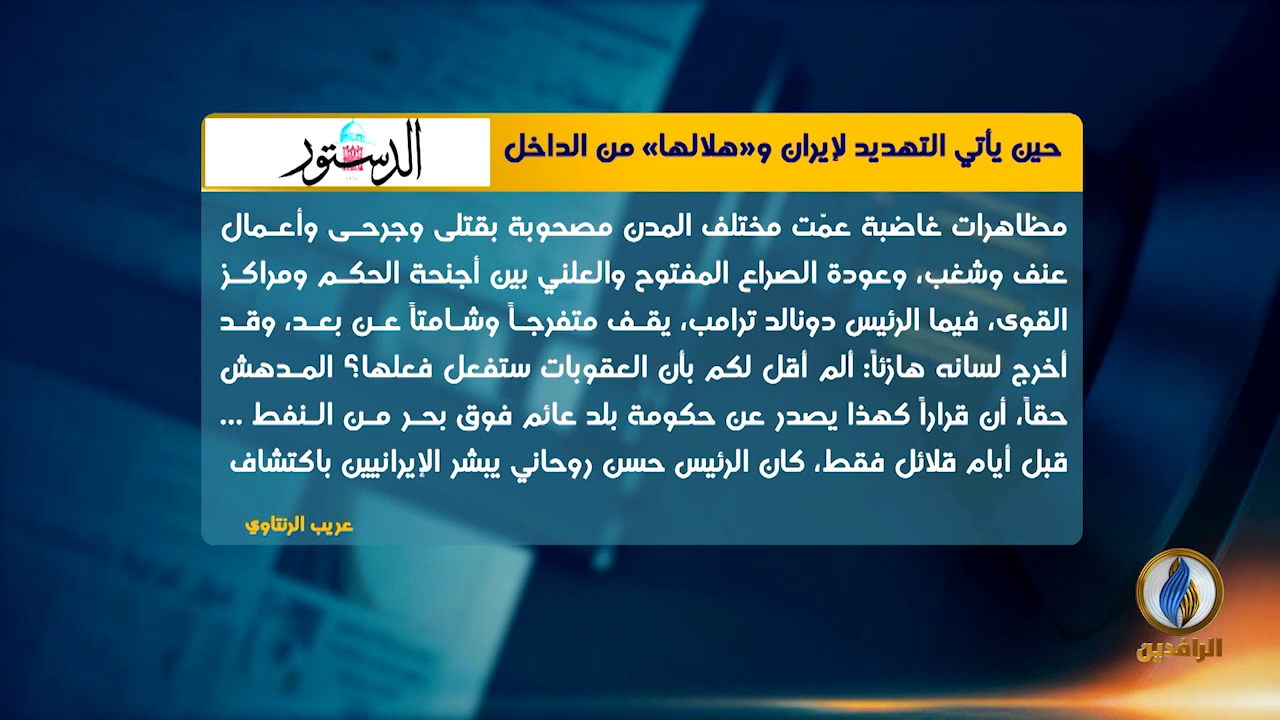 حين يأتي التهديد لإيران و«هلالها» من الداخل
الدستور
مظاهرات غاضبة عمّت مختلف المدن مصحوبة بقتلى وجرحى وأعمال
عنف وشغب، وعودة الصراع المفتوح والعلني بين أجنحة الحكم ومراكز
القوى، فيما الرئيس دونالد ترامب، يقف متفرجاً وشامتاً عن بعد، وقد
أخرج لسانه هازئاً: ألم أقل لكم بأن العقوبات ستفعل فعلها؟ المدهش
حقاً، أن قراراً كهذا يصدر عن حكومة بلد عائم فوق بحر من النفط ...
قبل أيام قلائل فقط، كان الرئيس حسن روحاني يبشر الإيرانيين باكتشاف
عريب الرنتاوي
الرافدين